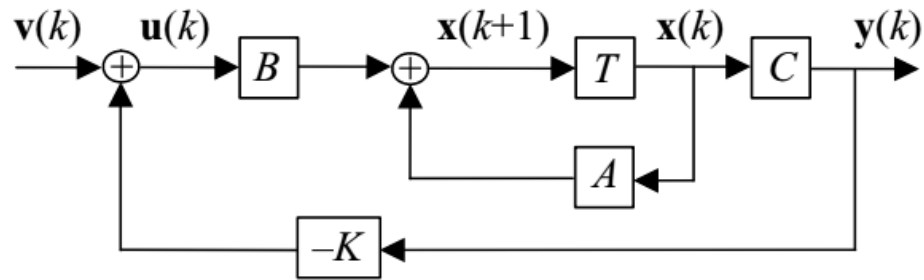 v(k) u(k) x(k+1) x(k) y(k)
+ B + T C
A
–K